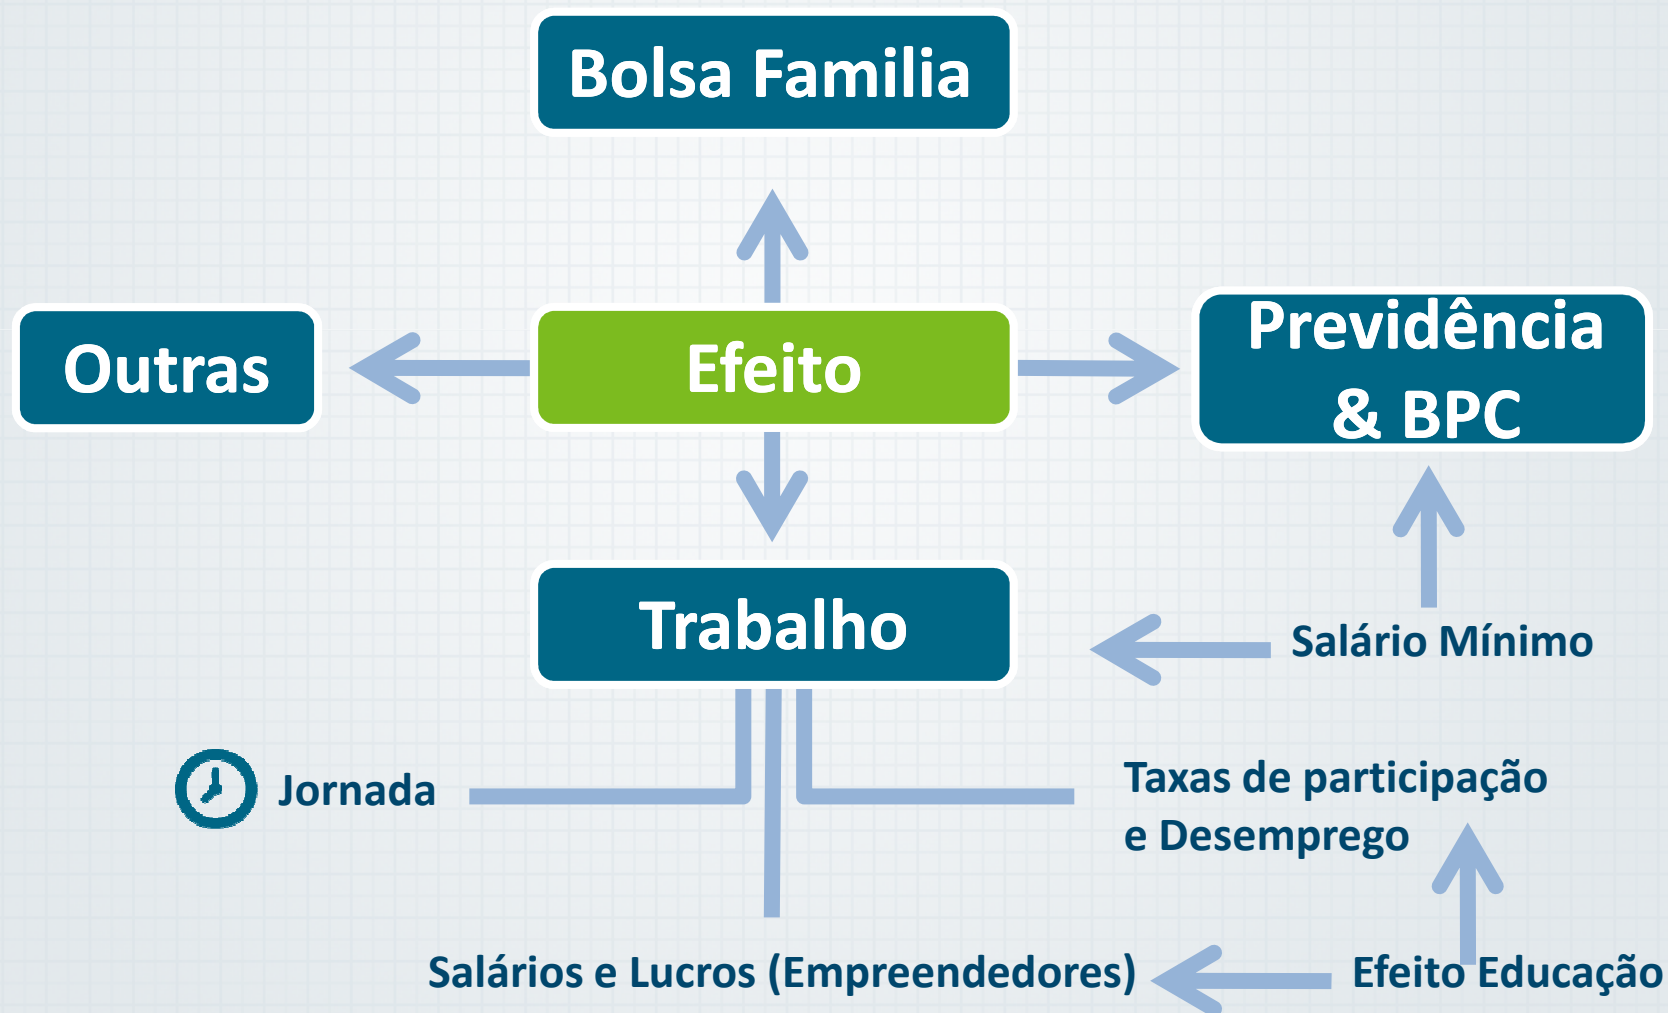 Bolsa Familia
Outras
Efeito
Previdência
& BPC
Trabalho
Salário Mínimo
Jornada
Taxas de participação
e Desemprego
Salários e Lucros (Empreendedores)
Efeito Educação